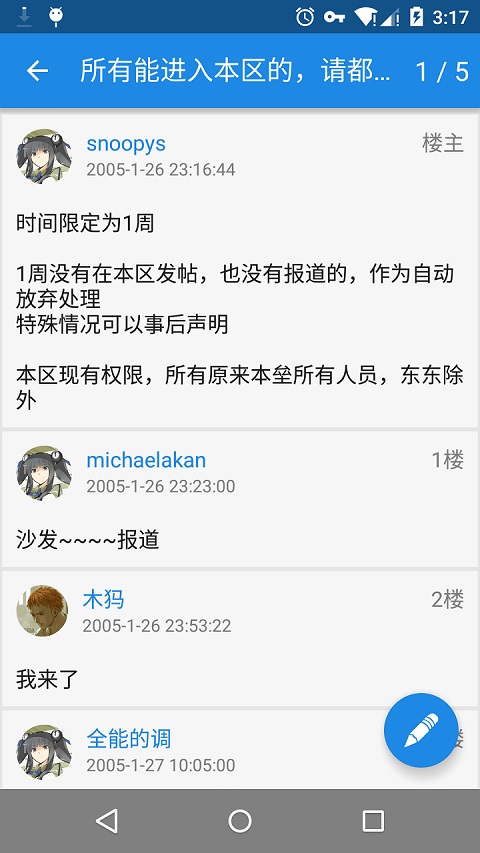 3:17
所有能进入本区的，请都... 1 / 5
snoopys 楼主
2005-1-26 23:16:44
时间限定为1周
1周没有在本区发帖，也没有报道的，作为自动
放弃处理
特殊情况可以事后声明
本区现有权限，所有原来本垒所有人员，东东除
外
michaelakan 1楼
2005-1-26 23:23:00
沙发~~~~报道
木犸 2楼
2005-1-26 23:53:22
我来了
全能的调 楼
2005-1-27 10:05:00